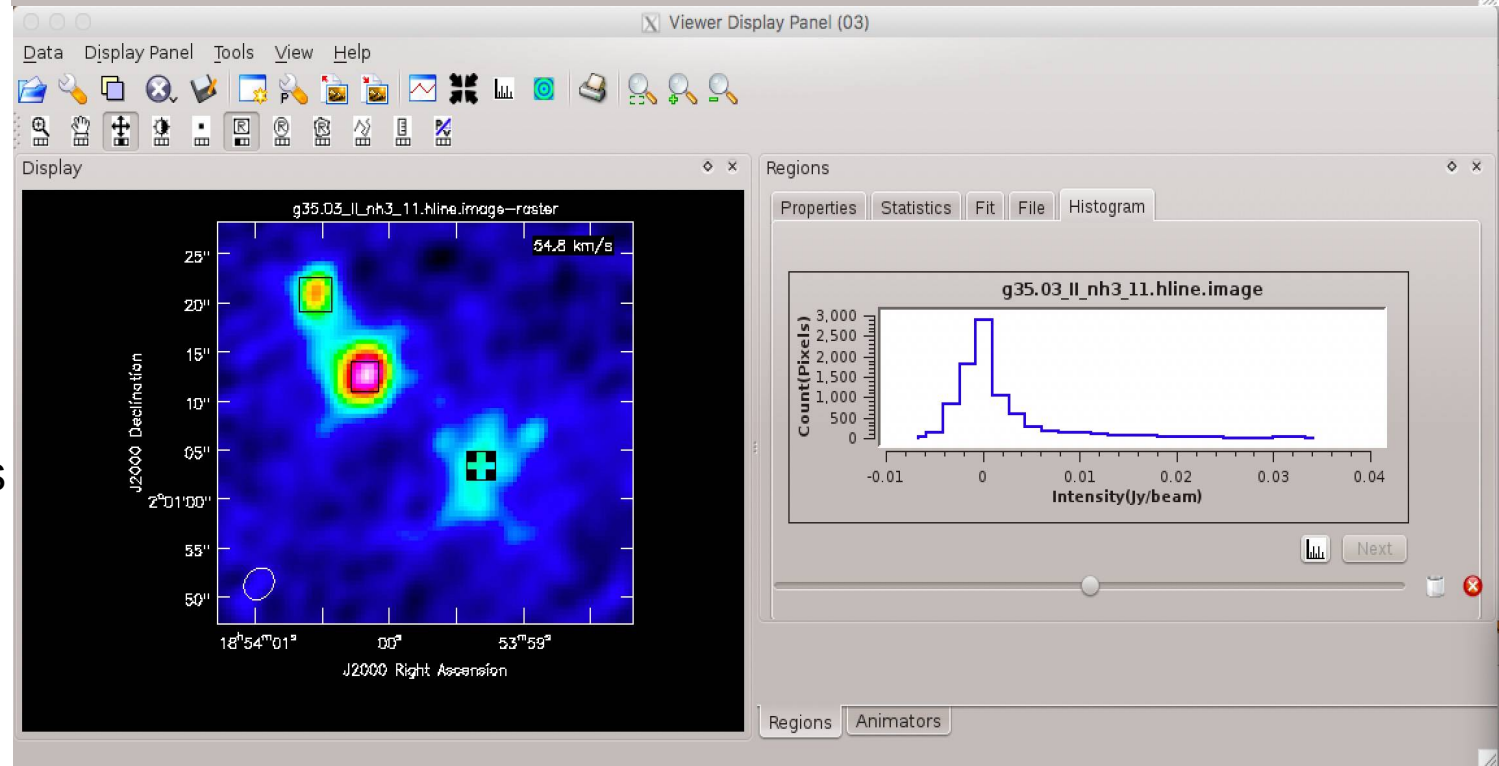 Viewer Display Panel (03)
Data Display Panel Tools View Help
P
R R R P/V
Display
Regions
Properties Statistics Fit File Histogram
g35.03_II_nh3_11.hline.image-raster
54.8 km/s
25"
20"
15"
10"
05"
2°01'00"
55"
50"
J2000 Declination
18h54m01s 00s 53m59s
J2000 Right Ascension
s
g35.03_II_nh3_11.hline.image
Count(Pixels)
3,000
2,500
2,000
1,500
1,000
500
0
-0.01 0 0.01 0.02 0.03 0.04
Intensity(Jy/beam)
Next
Regions Animators